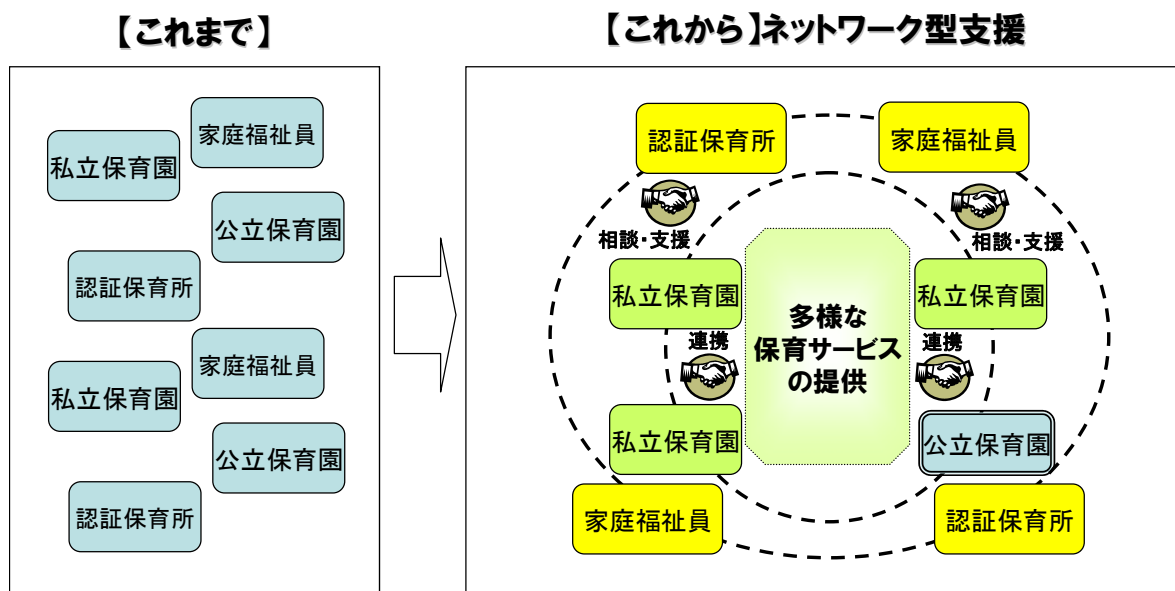 【これまで】
家庭福祉員
私立保育園
公立保育園
認証保育所
家庭福祉員
私立保育園
公立保育園
認証保育所
【これから】ネットワーク型支援
認証保育所
家庭福祉員
相談・支援
相談・支援
私立保育園
私立保育園
多様な
保育サービス
の提供
連携
連携
私立保育園
公立保育園
家庭福祉員
認証保育所